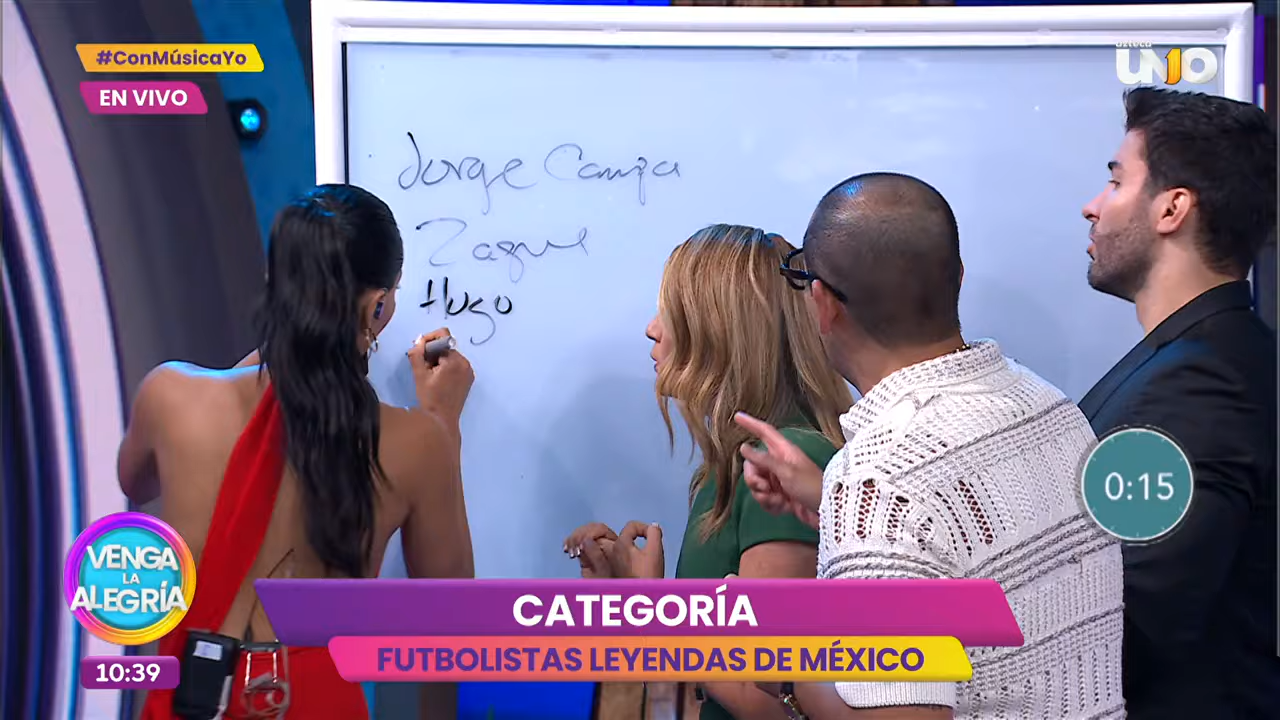 #ConMúsicaYo
EN VIVO
azteca
UNO
Jorge Campa
Zague
Hugo
0:15
VENGA
LA
ALEGRÍA
CATEGORÍA
FUTBOLISTAS LEYENDAS DE MÉXICO
10:39